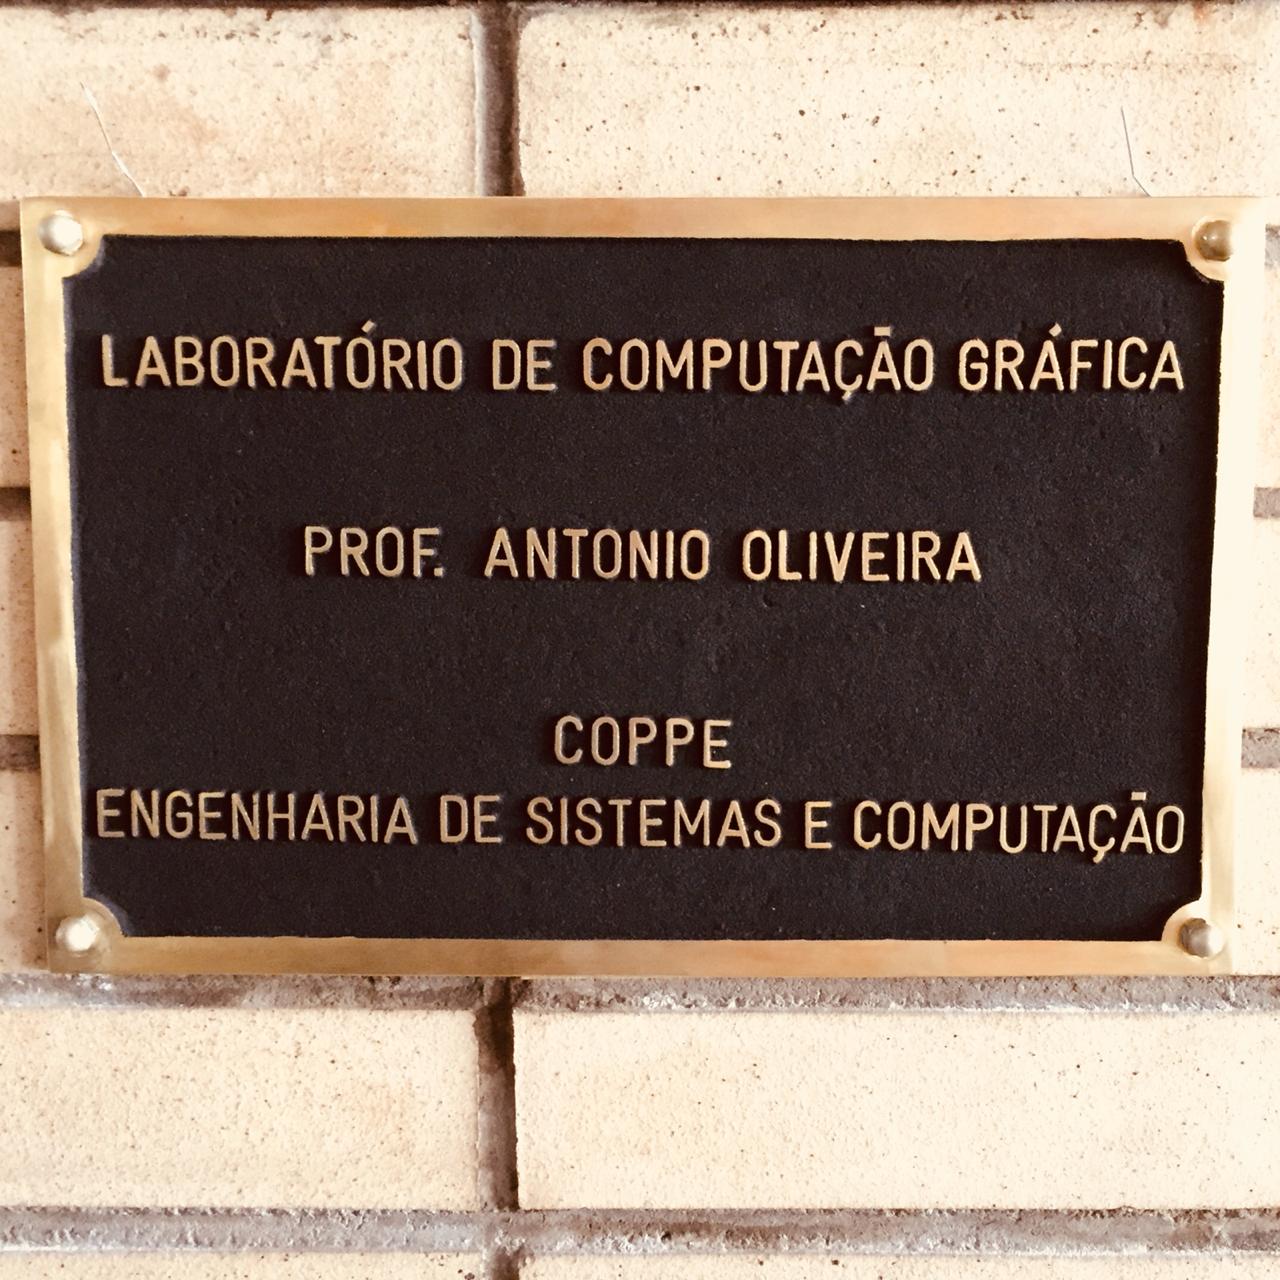 LABORATÓRIO DE COMPUTAÇÃO GRÁFICA
PROF. ANTONIO OLIVEIRA
COPPE
ENGENHARIA DE SISTEMAS E COMPUTAÇÃO